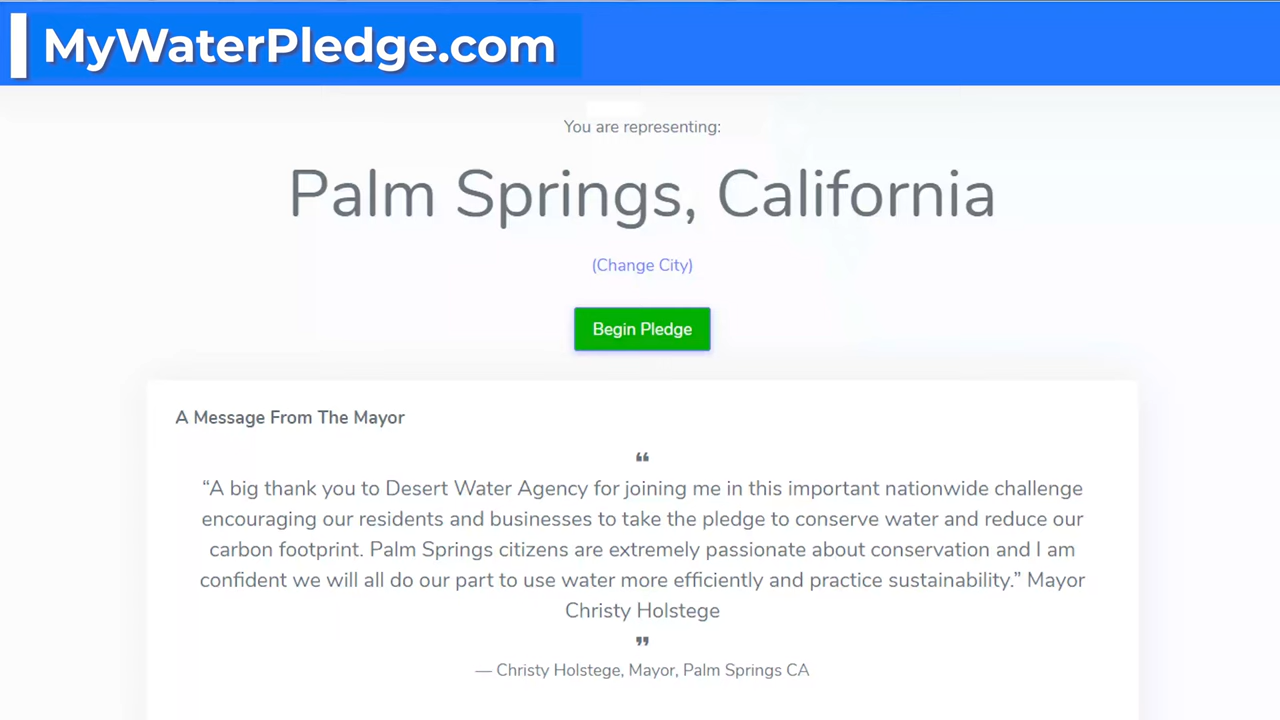 MyWaterPledge.com
You are representing:
Palm Springs, California
(Change City)
Begin Pledge
A Message From The Mayor
❝
“A big thank you to Desert Water Agency for joining me in this important nationwide challenge
encouraging our residents and businesses to take the pledge to conserve water and reduce our
carbon footprint. Palm Springs citizens are extremely passionate about conservation and I am
confident we will all do our part to use water more efficiently and practice sustainability.” Mayor
Christy Holstege
❞
— Christy Holstege, Mayor, Palm Springs CA